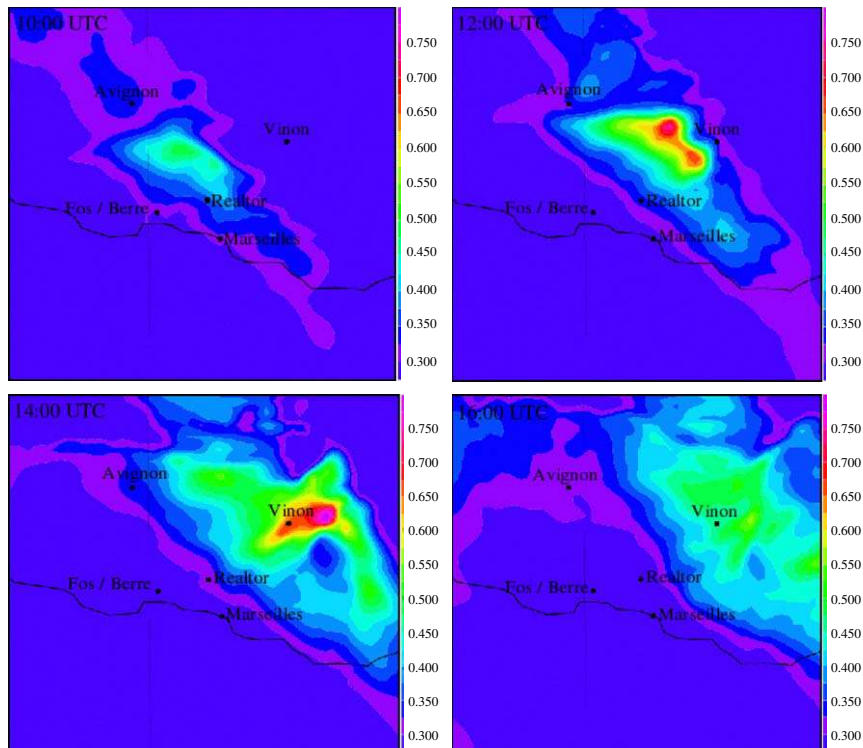 10:00 UTC
Avignon
Vinon
Realtor
Fos / Berre
Marseilles
0.750
0.700
0.650
0.600
0.550
0.500
0.450
0.400
0.350
0.300
12:00 UTC
Avignon
Vinon
Realtor
Fos / Berre
Marseilles
0.750
0.700
0.650
0.600
0.550
0.500
0.450
0.400
0.350
0.300
14:00 UTC
Avignon
Vinon
Realtor
Fos / Berre
Marseilles
0.750
0.700
0.650
0.600
0.550
0.500
0.450
0.400
0.350
0.300
16:00 UTC
Avignon
Vinon
Realtor
Fos / Berre
Marseilles
0.750
0.700
0.650
0.600
0.550
0.500
0.450
0.400
0.350
0.300